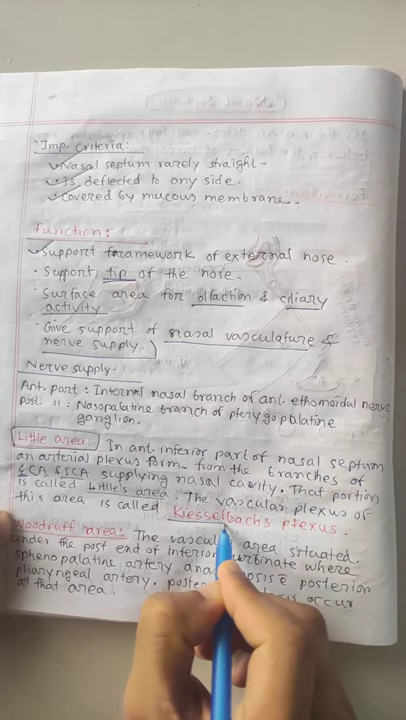 Imp. criteria:
Nasal septum rarely straight -
Is deflected to any side.
Covered by mucous membrane.
function:
Support framework of external nose.
Support tip of the nose.
Surface area for olfaction & ciliary
activity
Give support of nasal vasculature &
nerve supply.
Nerve supply:
Ant. part: Internal nasal branch of ant. ethomoidal nerve
post. 11: Nasopalatine branch of pterygopalatine
ganglion.
Little area: In ant. inferior part of nasal septum
an arterial plexus form from the branches of
ECA & ICA supplying nasal cavity. That portion
is called Little's area. The vascular plexus of
this area is called Kiesselbach's plexus.
Woodruff area: The area situated
under the post end of inferior where
sphenopalatine artery posterior
pharyngeal artery. occur
at that area.